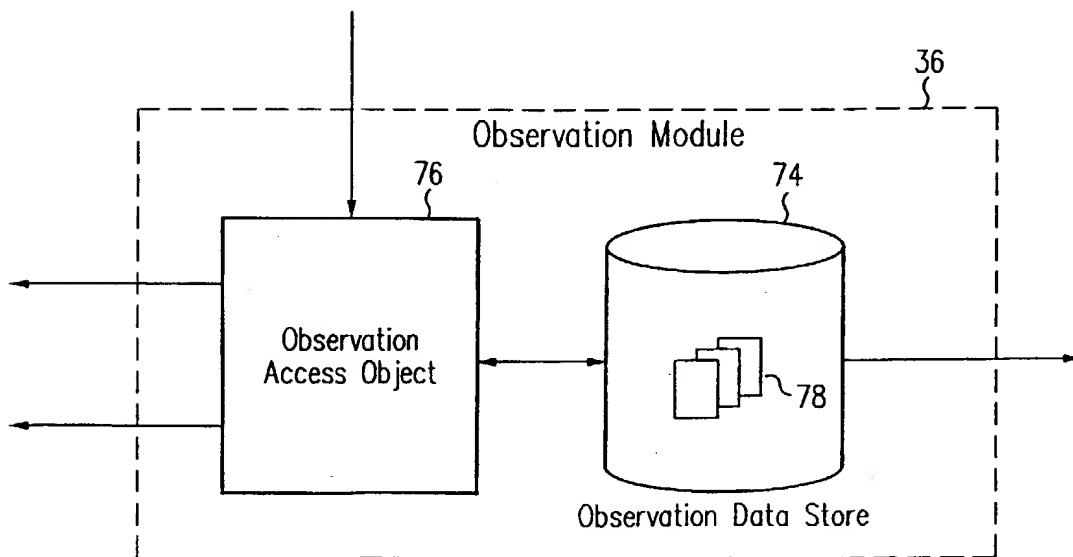 36
Observation Module
76
74
Observation
Access Object
78
Observation Data Store